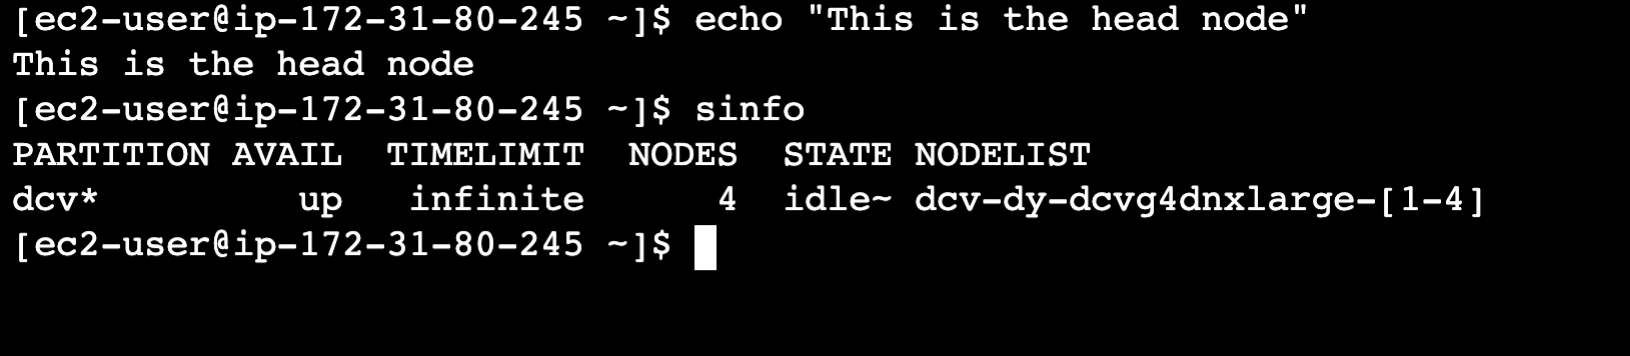 [ec2-user@ip-172-31-80-245 ~]$ echo "This is the head node"
This is the head node
[ec2-user@ip-172-31-80-245 ~]$ sinfo
PARTITION AVAIL  TIMELIMIT  NODES  STATE NODELIST
dcv*         up   infinite      4  idle~ dcv-dy-dcvg4dnxlarge-[1-4]
[ec2-user@ip-172-31-80-245 ~]$